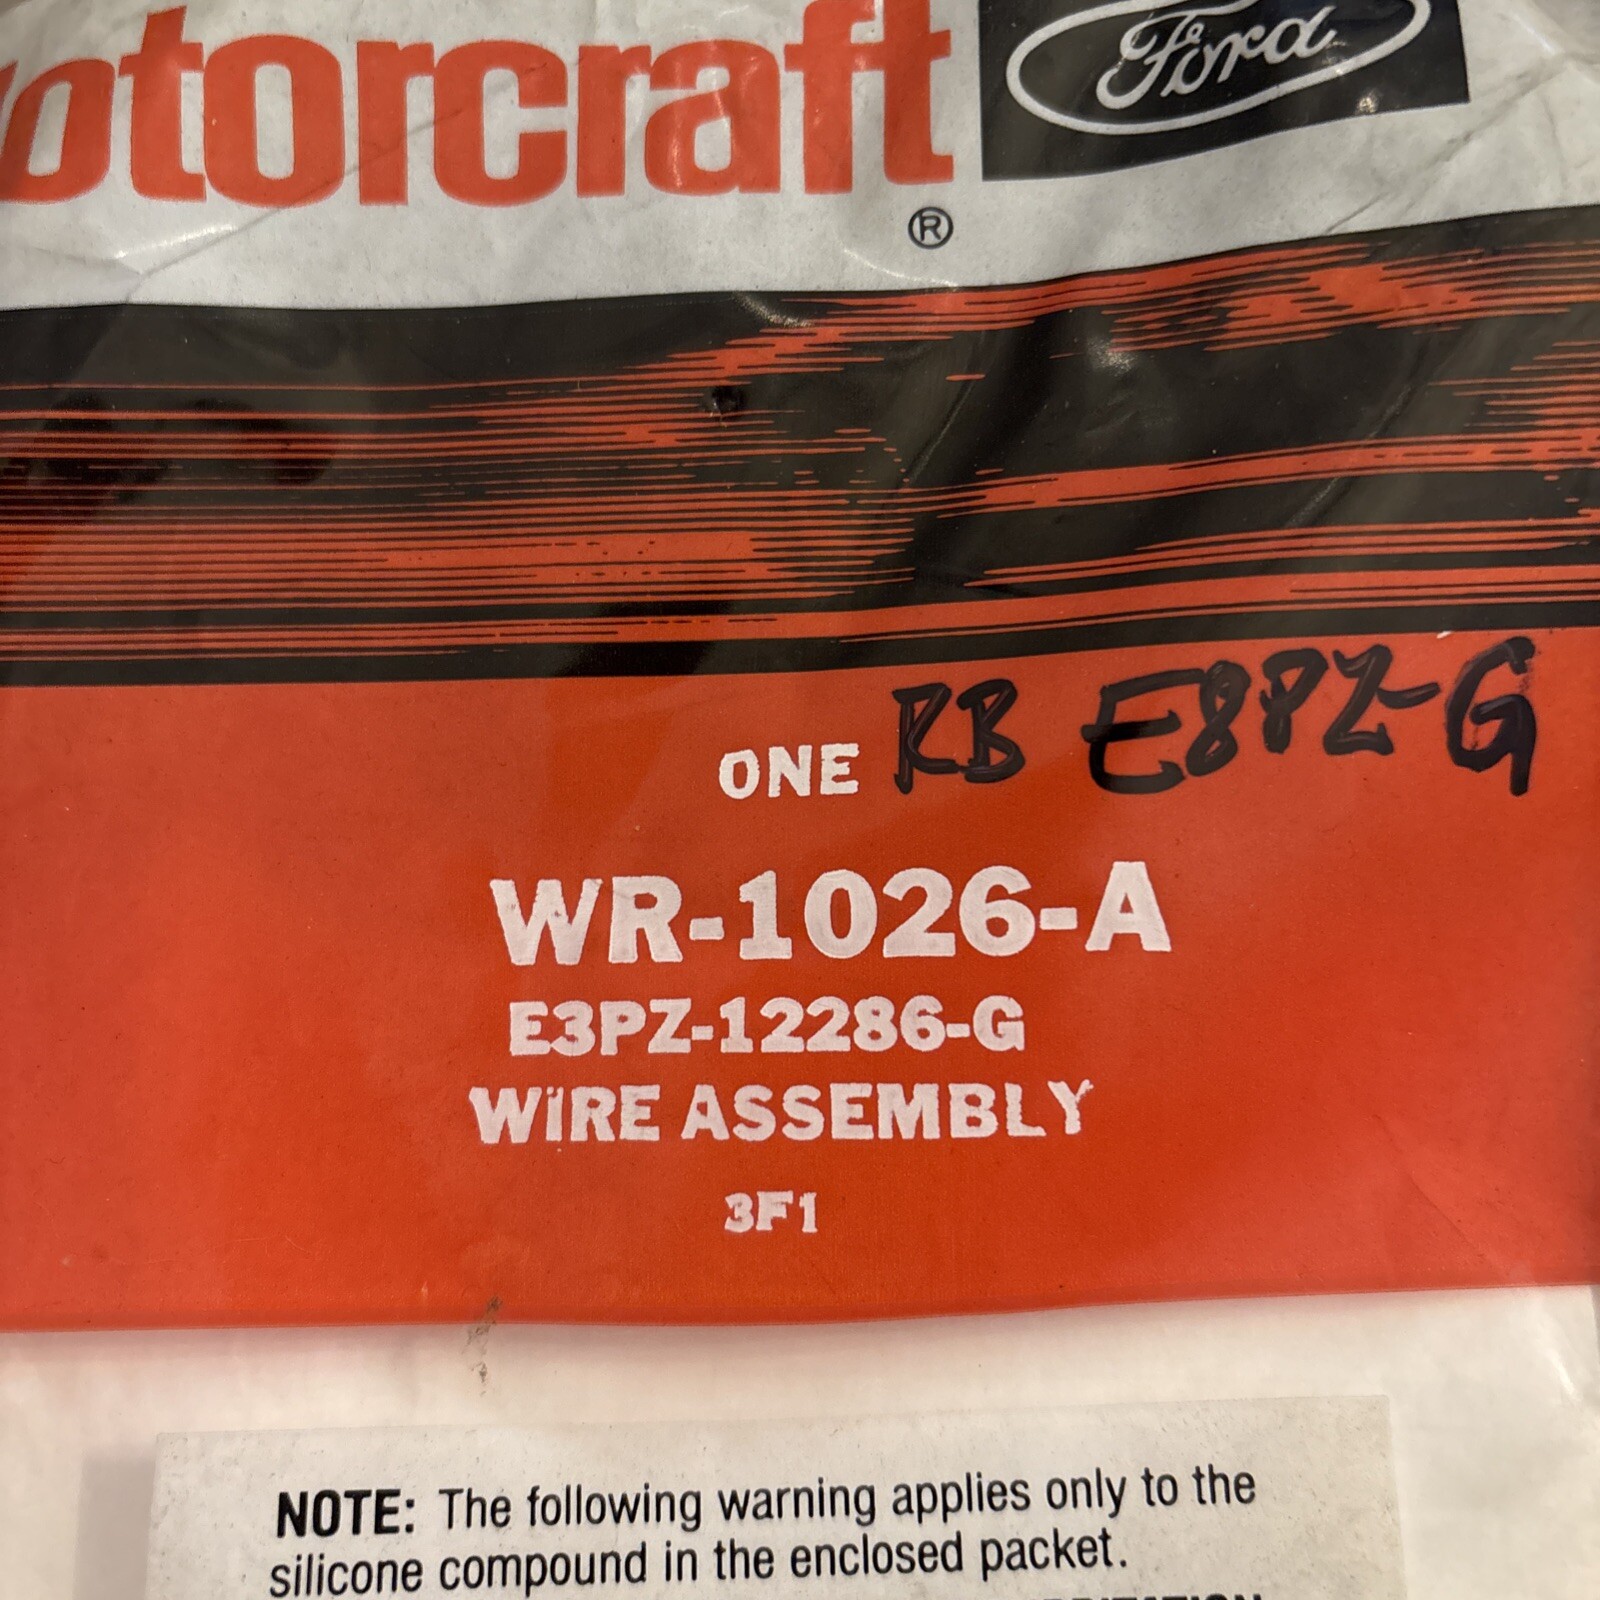 otorcraft
Ford
®
ONE RB E8PZ-G
WR-1026-A
E3PZ-12286-G
WIRE ASSEMBLY
3F1
NOTE: The following warning applies only to the
silicone compound in the enclosed packet.